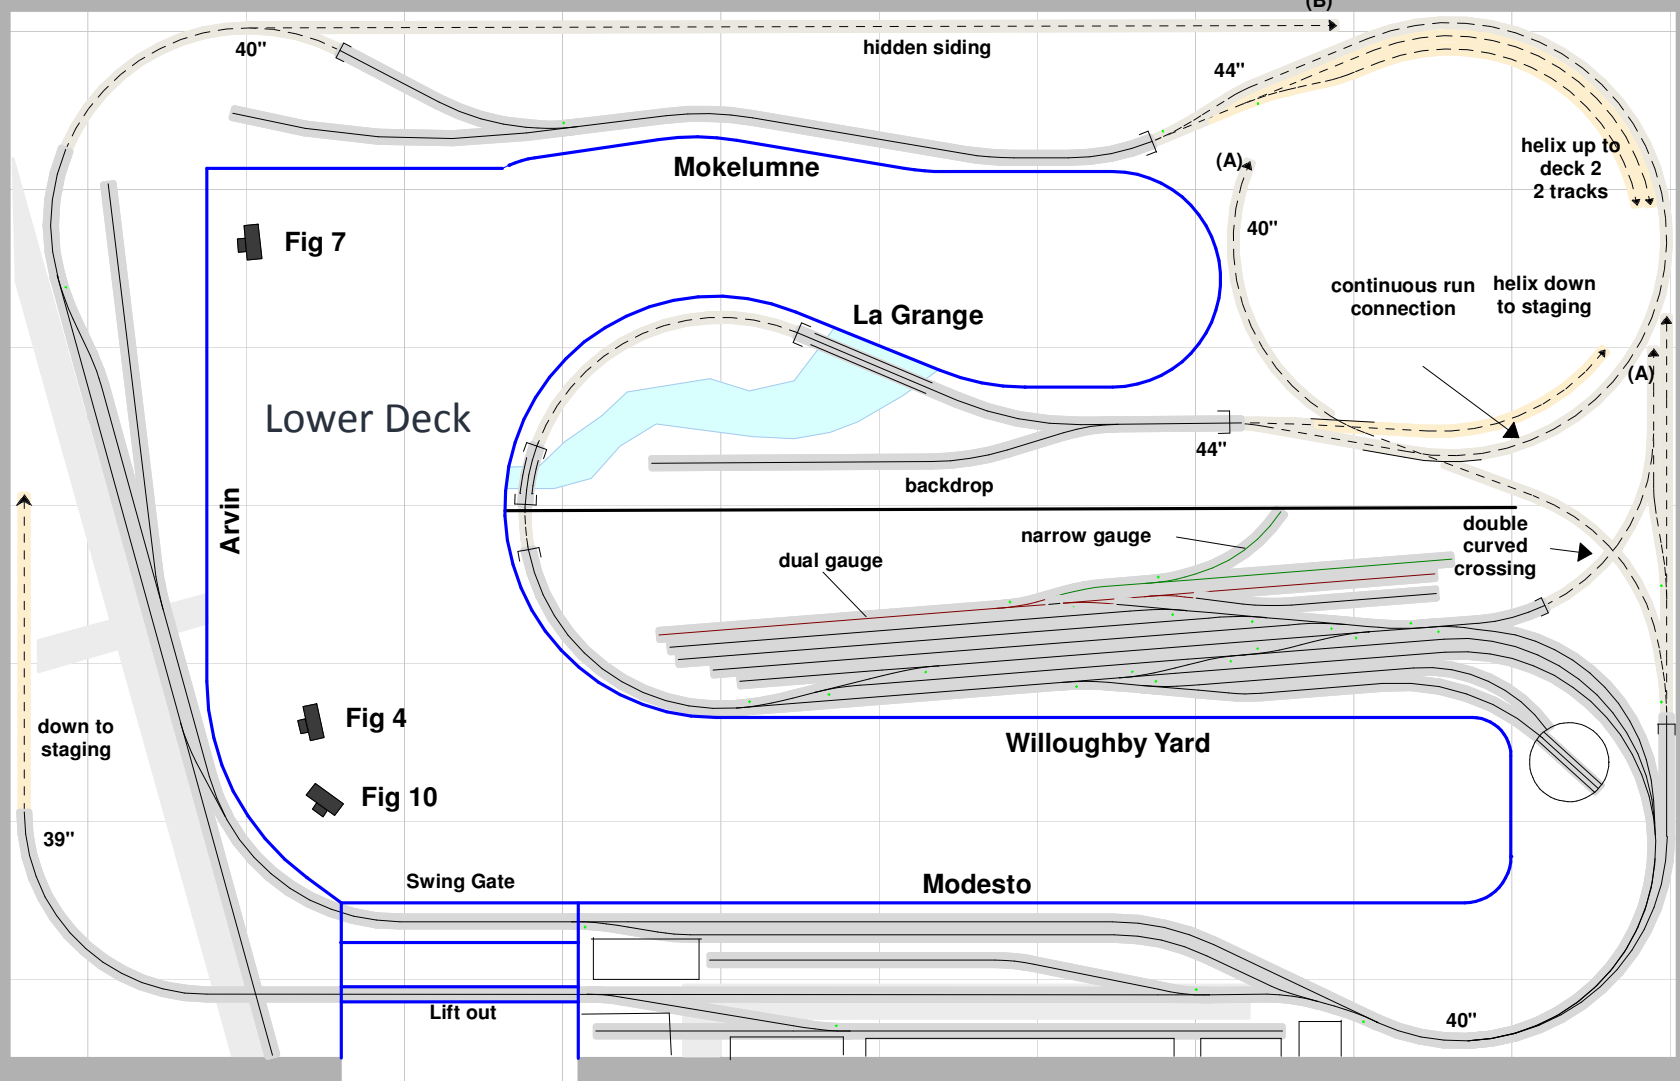 (B)
40"
hidden siding
44"
helix up to
deck 2
2 tracks
Mokelumne
(A)
40"
Fig 7
continuous run
connection
helix down
to staging
La Grange
(A)
Lower Deck
44"
backdrop
Arvin
narrow gauge
double
curved
crossing
dual gauge
down to
staging
Fig 4
Willoughby Yard
Fig 10
39"
Swing Gate
Modesto
Lift out
40"